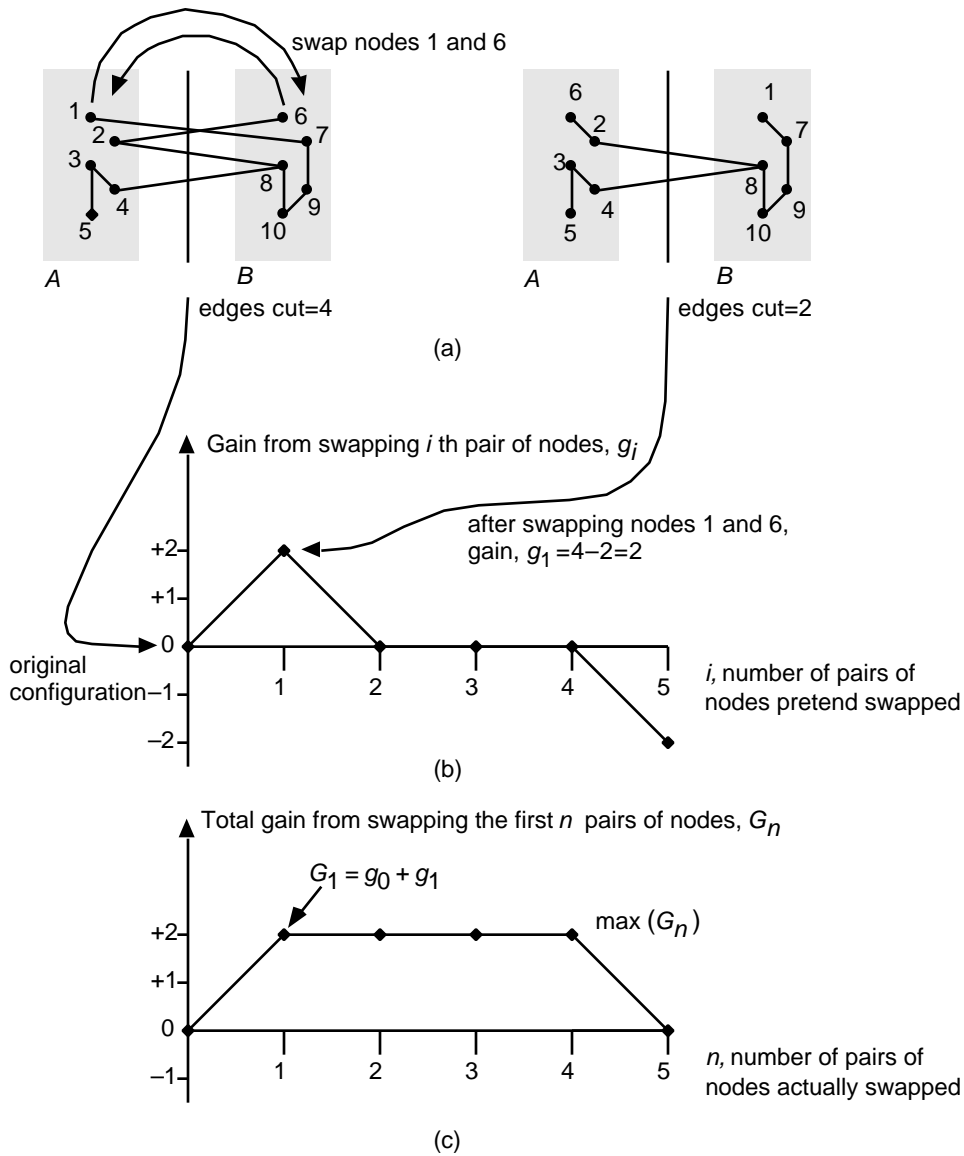 swap nodes 1 and 6
1
2
3
4
5
6
7
8
9
10
A
B
edges cut=4
6
2
3
4
5
1
7
8
9
10
A
B
edges cut=2
(a)
Gain from swapping i th pair of nodes, gi
after swapping nodes 1 and 6,
gain, g1 =4–2=2
+2
+1
0
–1
–2
original
configuration
1
2
3
4
5
i, number of pairs of
nodes pretend swapped
(b)
Total gain from swapping the first n pairs of nodes, Gn
G1 = g0 + g1
max (Gn)
+2
+1
0
–1
1
2
3
4
5
n, number of pairs of
nodes actually swapped
(c)